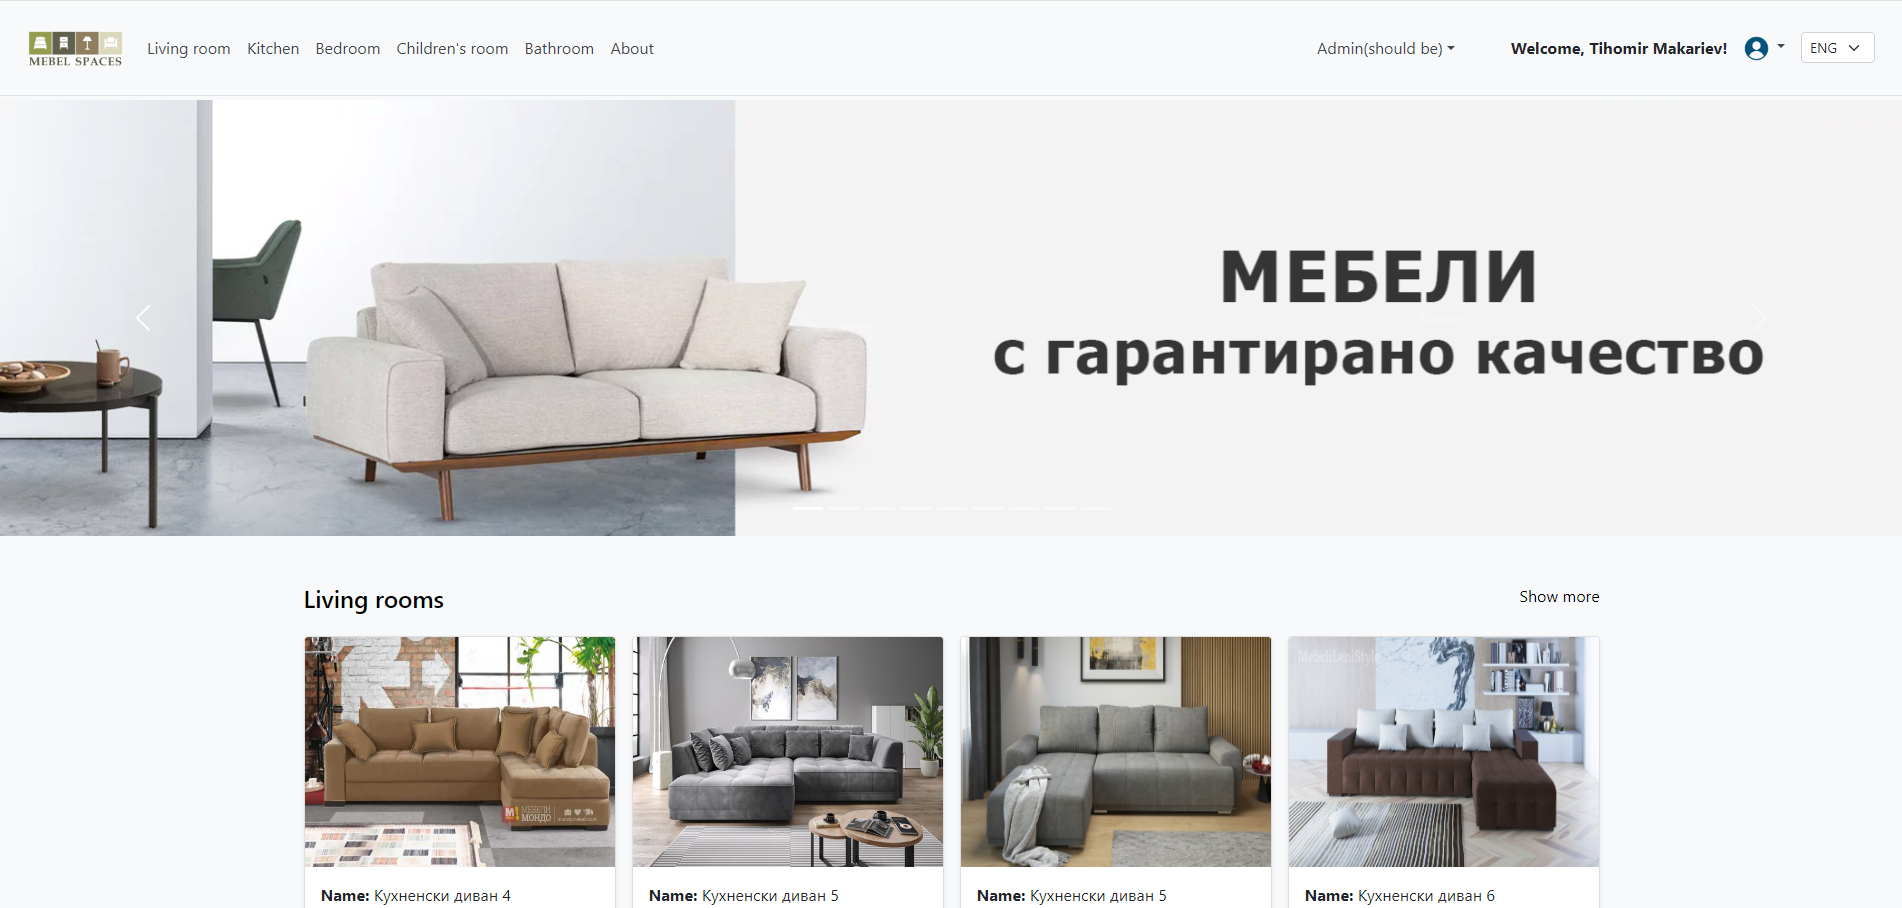 MEBEL SPACES
Living room Kitchen Bedroom Children's room Bathroom About
Admin(should be)
Welcome, Tihomir Makariev!
ENG
МЕБЕЛИ
с гарантирано качество
Living rooms
Show more
МЕБЕЛИ
МОНДО
MebeliLeniStyle
Name: Кухненски диван 4
Name: Кухненски диван 5
Name: Кухненски диван 5
Name: Кухненски диван 6